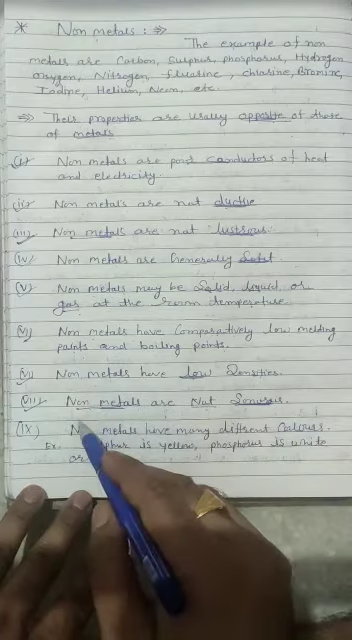 * Non metals : ⇒
The example of non
metals are Carbon, Sulphur, phosphorus, Hydrogen
oxygen, Nitrogen, fluarine, chlorine, Bromine,
Iodine, Helium, Neon, etc.
⇒ Their properties are usally opposite of those
of metals
(i) Non metals are poor conductors of heat
and electricity.
(ii) Non metals are not ductile
(iii) Non metals are not lustrous.
(iv) Non metals are Generally
(v) Non metals may be Solid, liquid, or
gas at the room temperature.
(vi) Non metals have Comparatively low melding
points and boiling points.
Non metals have low Densities.
(viii) Non metals are Not Sonorous.
(IX) metals have many different Colours.
Ex. is yellow, phosphorus is white
or